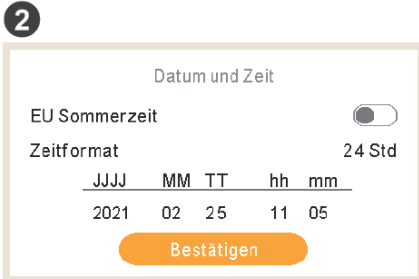 2
Datum und Zeit
EU Sommerzeit
Zeitformat 24 Std
JJJJ MM TT hh mm
2021 02 25 11 05
Bestätigen